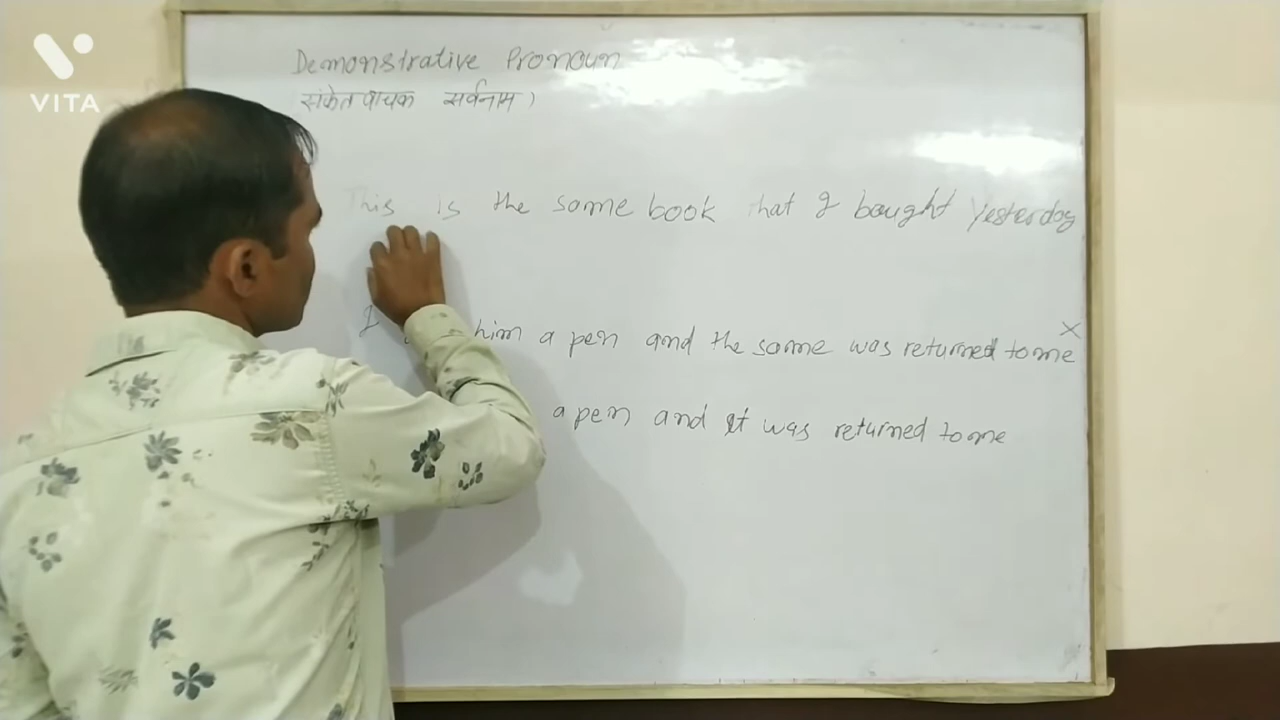 VITA
Demonstrative Pronoun
संकेतवाचक सर्वनाम)
This is the same book that I bought yesterday
I him a pen and the same was returned to me ×
a pen and it was returned to me